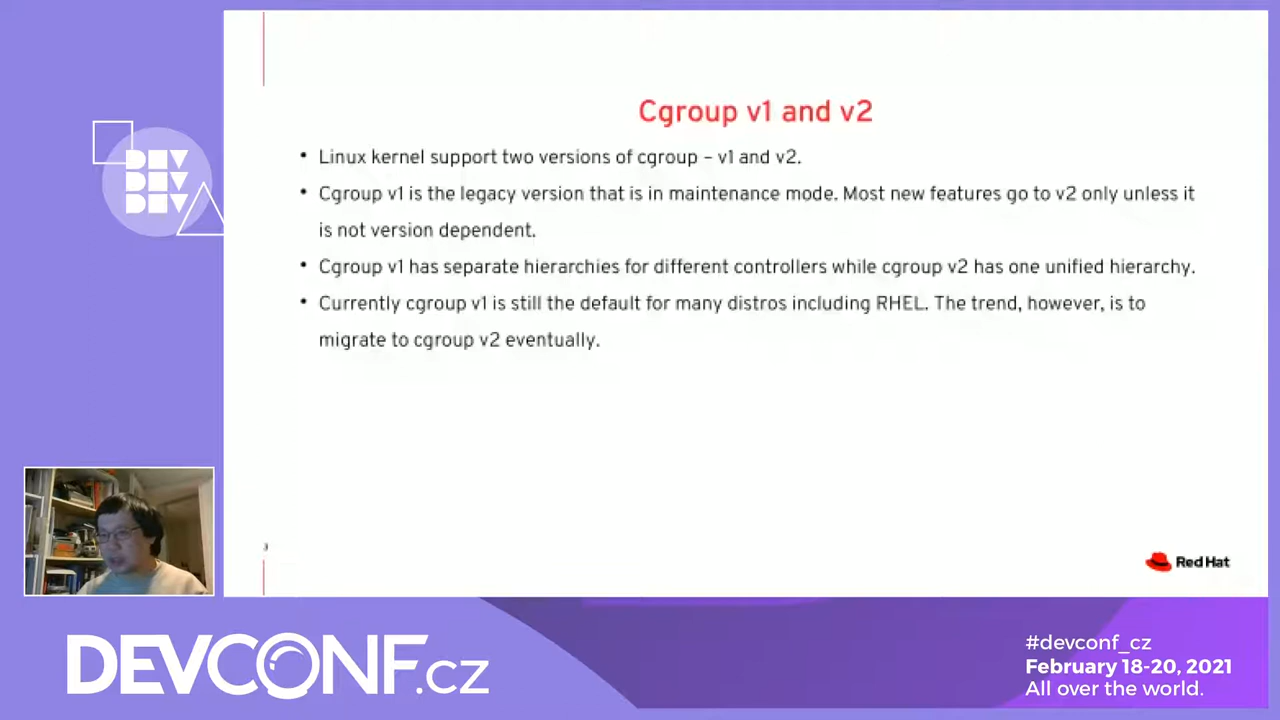 Cgroup v1 and v2
• Linux kernel support two versions of cgroup – v1 and v2.
• Cgroup v1 is the legacy version that is in maintenance mode. Most new features go to v2 only unless it
is not version dependent.
• Cgroup v1 has separate hierarchies for different controllers while cgroup v2 has one unified hierarchy.
• Currently cgroup v1 is still the default for many distros including RHEL. The trend, however, is to
migrate to cgroup v2 eventually.
DEV
DEV
DEV
3
Red Hat
DEVCONF.cz
#devconf_cz
February 18-20, 2021
All over the world.